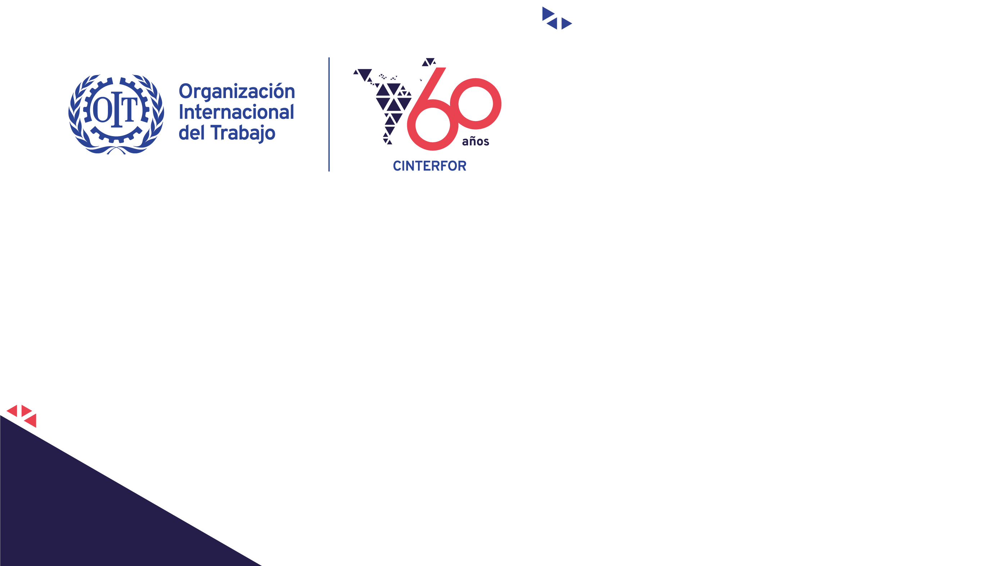 OIT
Organización
Internacional
del Trabajo
60
años
CINTERFOR